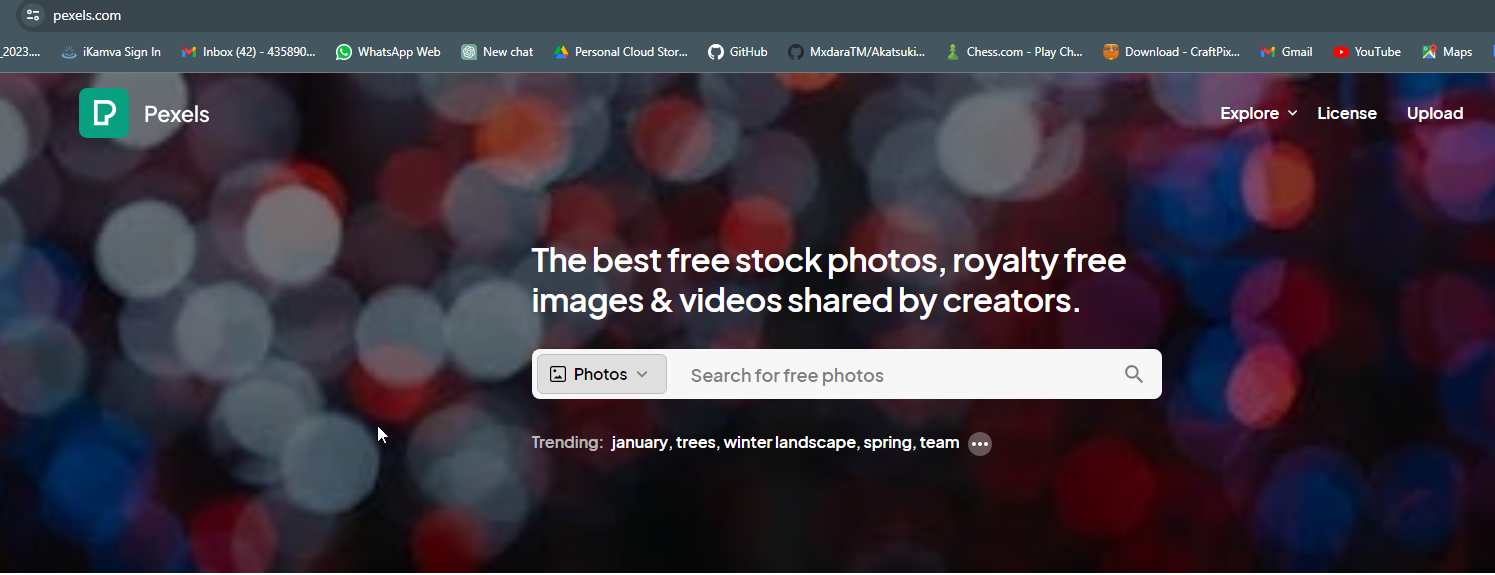 pexels.com
_2023....
iKamva Sign In
Inbox (42) - 435890...
WhatsApp Web
New chat
Personal Cloud Stor...
GitHub
MxdaraTM/Akatsuki...
Chess.com - Play Ch...
Download - CraftPix...
Gmail
YouTube
Maps
Pexels
Explore
License
Upload
The best free stock photos, royalty free
images & videos shared by creators.
Photos
Search for free photos
Trending: january, trees, winter landscape, spring, team